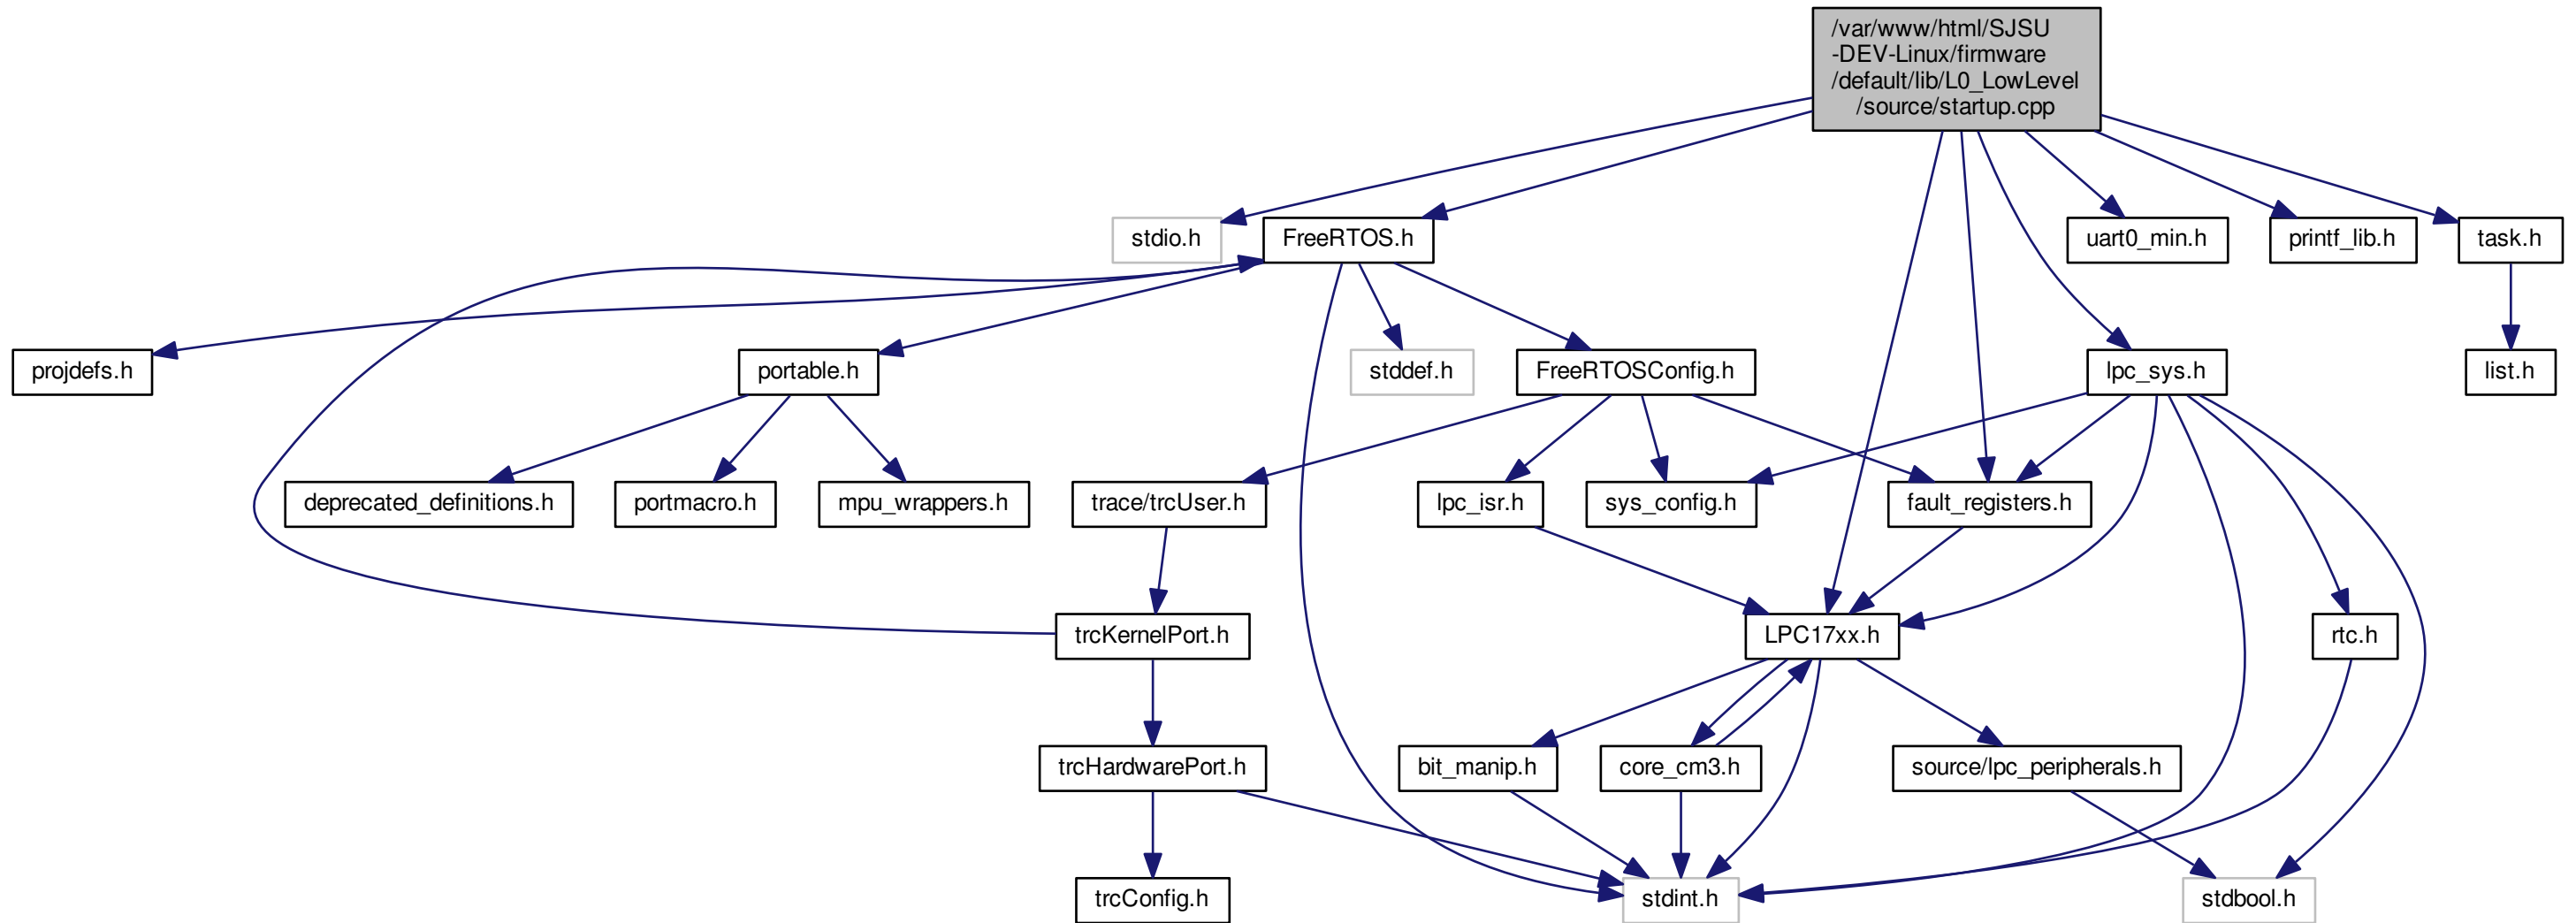 /var/www/html/SJSU
-DEV-Linux/firmware
/default/lib/L0_LowLevel
/source/startup.cpp
stdio.h
FreeRTOS.h
uart0_min.h
printf_lib.h
task.h
projdefs.h
portable.h
stddef.h
FreeRTOSConfig.h
lpc_sys.h
list.h
deprecated_definitions.h
portmacro.h
mpu_wrappers.h
trace/trcUser.h
lpc_isr.h
sys_config.h
fault_registers.h
trcKernelPort.h
LPC17xx.h
rtc.h
trcHardwarePort.h
bit_manip.h
core_cm3.h
source/lpc_peripherals.h
trcConfig.h
stdint.h
stdbool.h